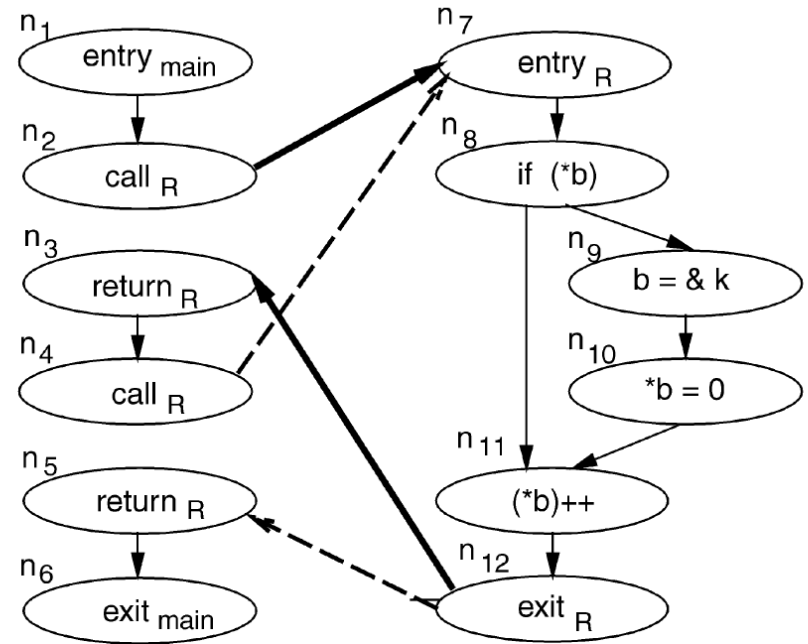 n1
entry main
n2
call R
n3
return R
n4
call R
n5
return R
n6
exit main
n7
entry R
n8
if (*b)
n9
b = & k
n10
*b = 0
n11
(*b)++
n12
exit R